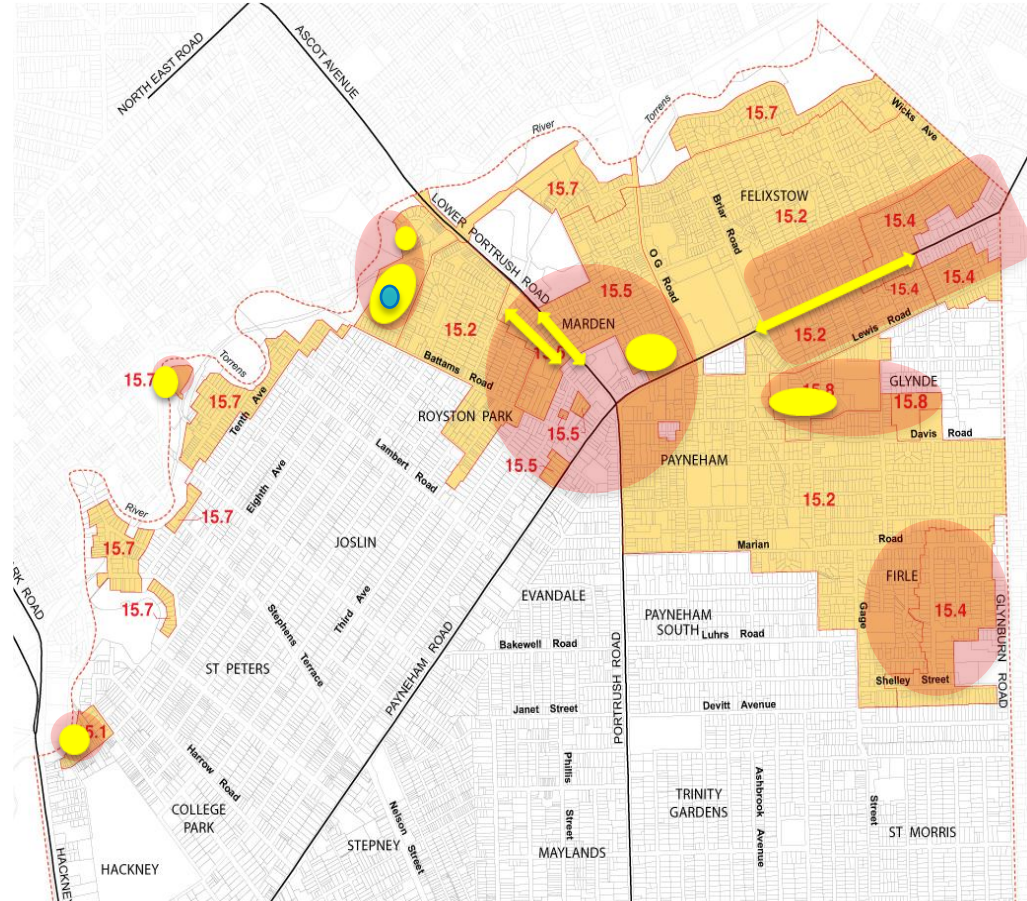 NORTH EAST ROAD
ASCOT AVENUE
River
Torrens
15.7
Wicks Ave
15.7
FELIXSTOW
15.2
Briar Road
15.4
LOWER PORTRUSH ROAD
O G Road
15.5
15.4
15.4
MARDEN
15.2
15.2
Lewis Road
Torrens
Battams Road
15.7
15.7
Tenth Ave
GLYNDE
15.8
15.8
ROYSTON PARK
Davis Road
15.5
15.5
PAYNEHAM
Lambert Road
Eighth Ave
River
15.7
15.2
15.7
JOSLIN
Marian Road
FIRLE
15.7
EVANDALE
15.4
RK ROAD
Third Ave
Stephens Terrace
PAYNEHAM SOUTH
Gage
GLYNBURN ROAD
Bakewell Road
Luhrs Road
ST PETERS
PAYNEHAM ROAD
PORTRUSH ROAD
Shelley Street
Janet Street
Devitt Avenue
5.1
Harrow Road
Phillis Street
Ashbrook Avenue
TRINITY GARDENS
Street
COLLEGE PARK
Nelson Street
ST MORRIS
STEPNEY
MAYLANDS
HACKNEY
HACKNEY